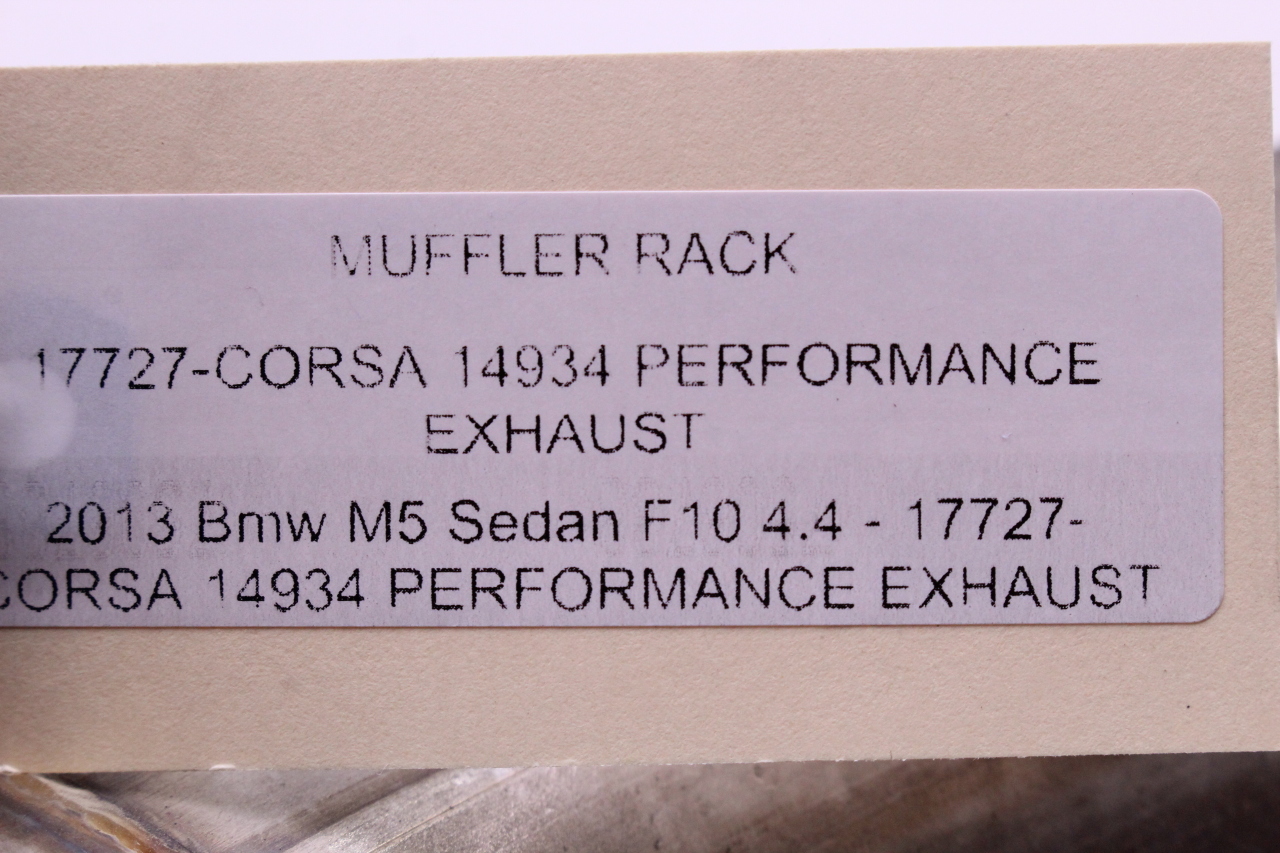 MUFFLER RACK
17727-CORSA 14934 PERFORMANCE
EXHAUST
2013 Bmw M5 Sedan F10 4.4 - 17727-
CORSA 14934 PERFORMANCE EXHAUST